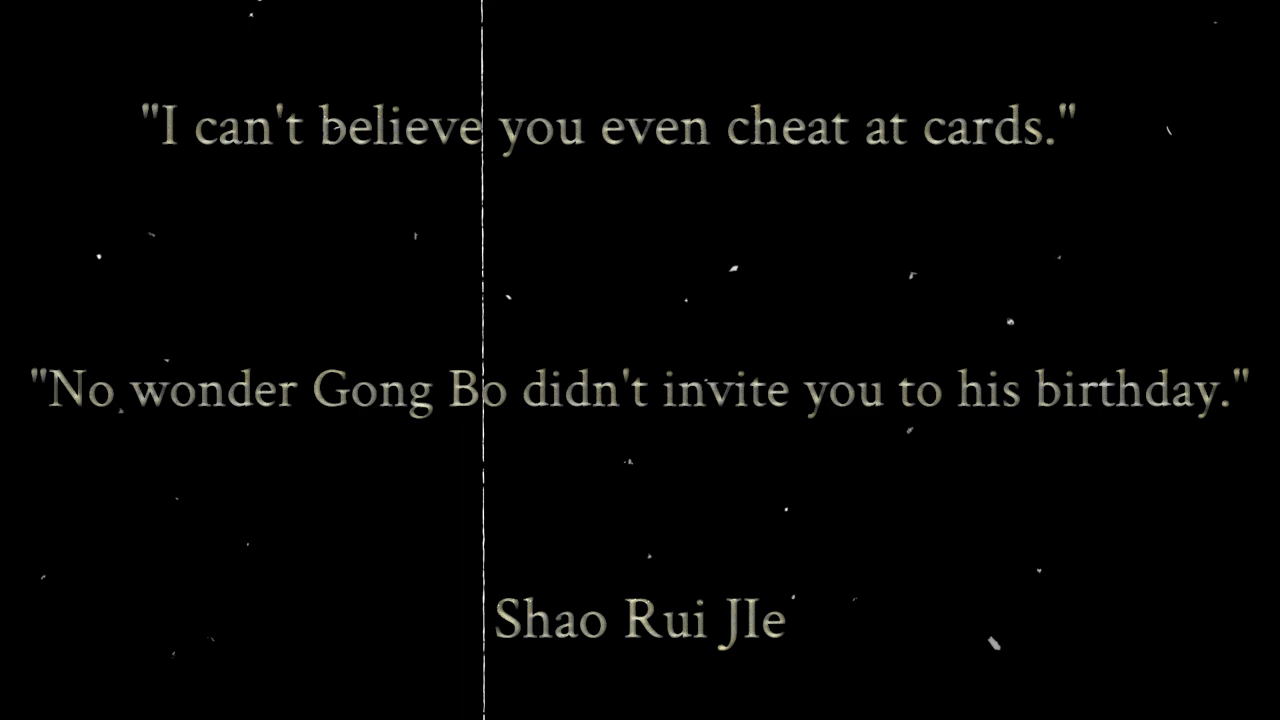 "I can't believe you even cheat at cards."
"No wonder Gong Bo didn't invite you to his birthday."
Shao Rui JIe